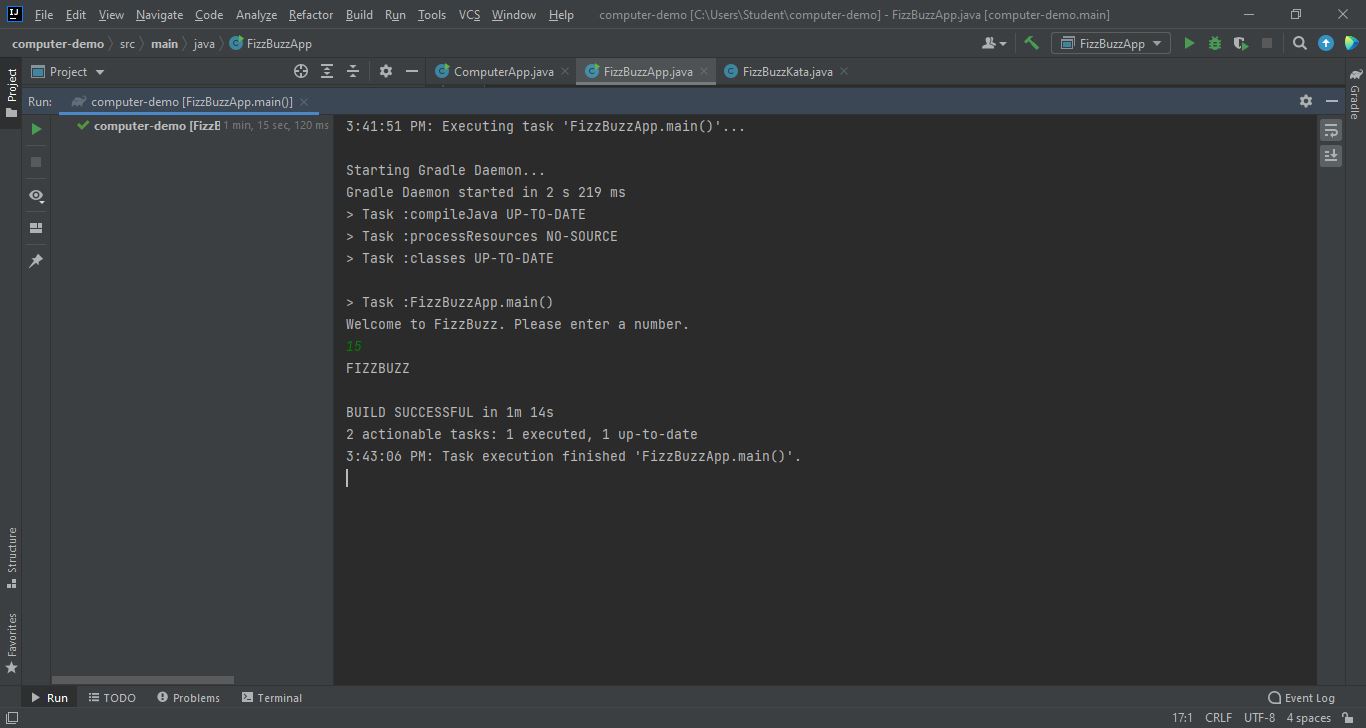 IJ File Edit View Navigate Code Analyze Refactor Build Run Tools VCS Window Help computer-demo [C:\Users\Student\computer-demo] - FizzBuzzApp.java [computer-demo.main]
computer-demo src main java FizzBuzzApp FizzBuzzApp
Project
Project ComputerApp.java FizzBuzzApp.java FizzBuzzKata.java
Gradle
Run: computer-demo [FizzBuzzApp.main()]
computer-demo [FizzB 1 min, 15 sec, 120 ms
3:41:51 PM: Executing task 'FizzBuzzApp.main()'...
Starting Gradle Daemon...
Gradle Daemon started in 2 s 219 ms
> Task :compileJava UP-TO-DATE
> Task :processResources NO-SOURCE
> Task :classes UP-TO-DATE
> Task :FizzBuzzApp.main()
Welcome to FizzBuzz. Please enter a number.
15
FIZZBUZZ
BUILD SUCCESSFUL in 1m 14s
2 actionable tasks: 1 executed, 1 up-to-date
3:43:06 PM: Task execution finished 'FizzBuzzApp.main()'.
Structure
Favorites
Run TODO Problems Terminal Event Log
17:1 CRLF UTF-8 4 spaces